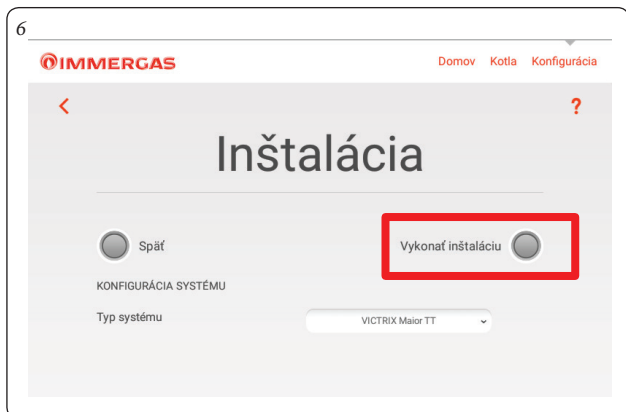 6
IMMERGAS
Domov Kotla Konfigurácia
?
Inštalácia
Späť
Vykonať inštaláciu
KONFIGURÁCIA SYSTÉMU
Typ systému
VICTRIX Maior TT